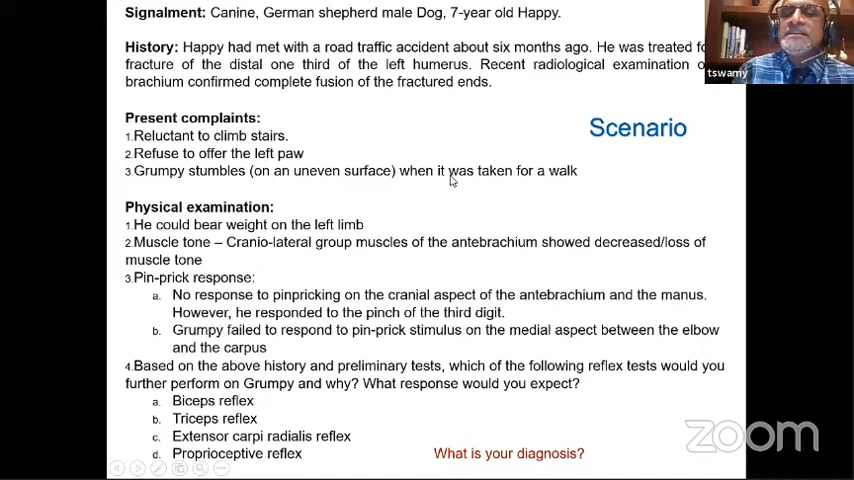 Signalment: Canine, German shepherd male Dog, 7-year old Happy.
History: Happy had met with a road traffic accident about six months ago. He was treated
fracture of the distal one third of the left humerus. Recent radiological examination
brachium confirmed complete fusion of the fractured ends.
tswamy
Present complaints:
1.Reluctant to climb stairs.
2.Refuse to offer the left paw
3.Grumpy stumbles (on an uneven surface) when it was taken for a walk
Scenario
Physical examination:
1.He could bear weight on the left limb
2.Muscle tone – Cranio-lateral group muscles of the antebrachium showed decreased/loss of
muscle tone
3.Pin-prick response:
a. No response to pinpricking on the cranial aspect of the antebrachium and the manus.
However, he responded to the pinch of the third digit.
b. Grumpy failed to respond to pin-prick stimulus on the medial aspect between the elbow
and the carpus
4.Based on the above history and preliminary tests, which of the following reflex tests would you
further perform on Grumpy and why? What response would you expect?
a. Biceps reflex
b. Triceps reflex
c. Extensor carpi radialis reflex
d. Proprioceptive reflex
What is your diagnosis?
zoom